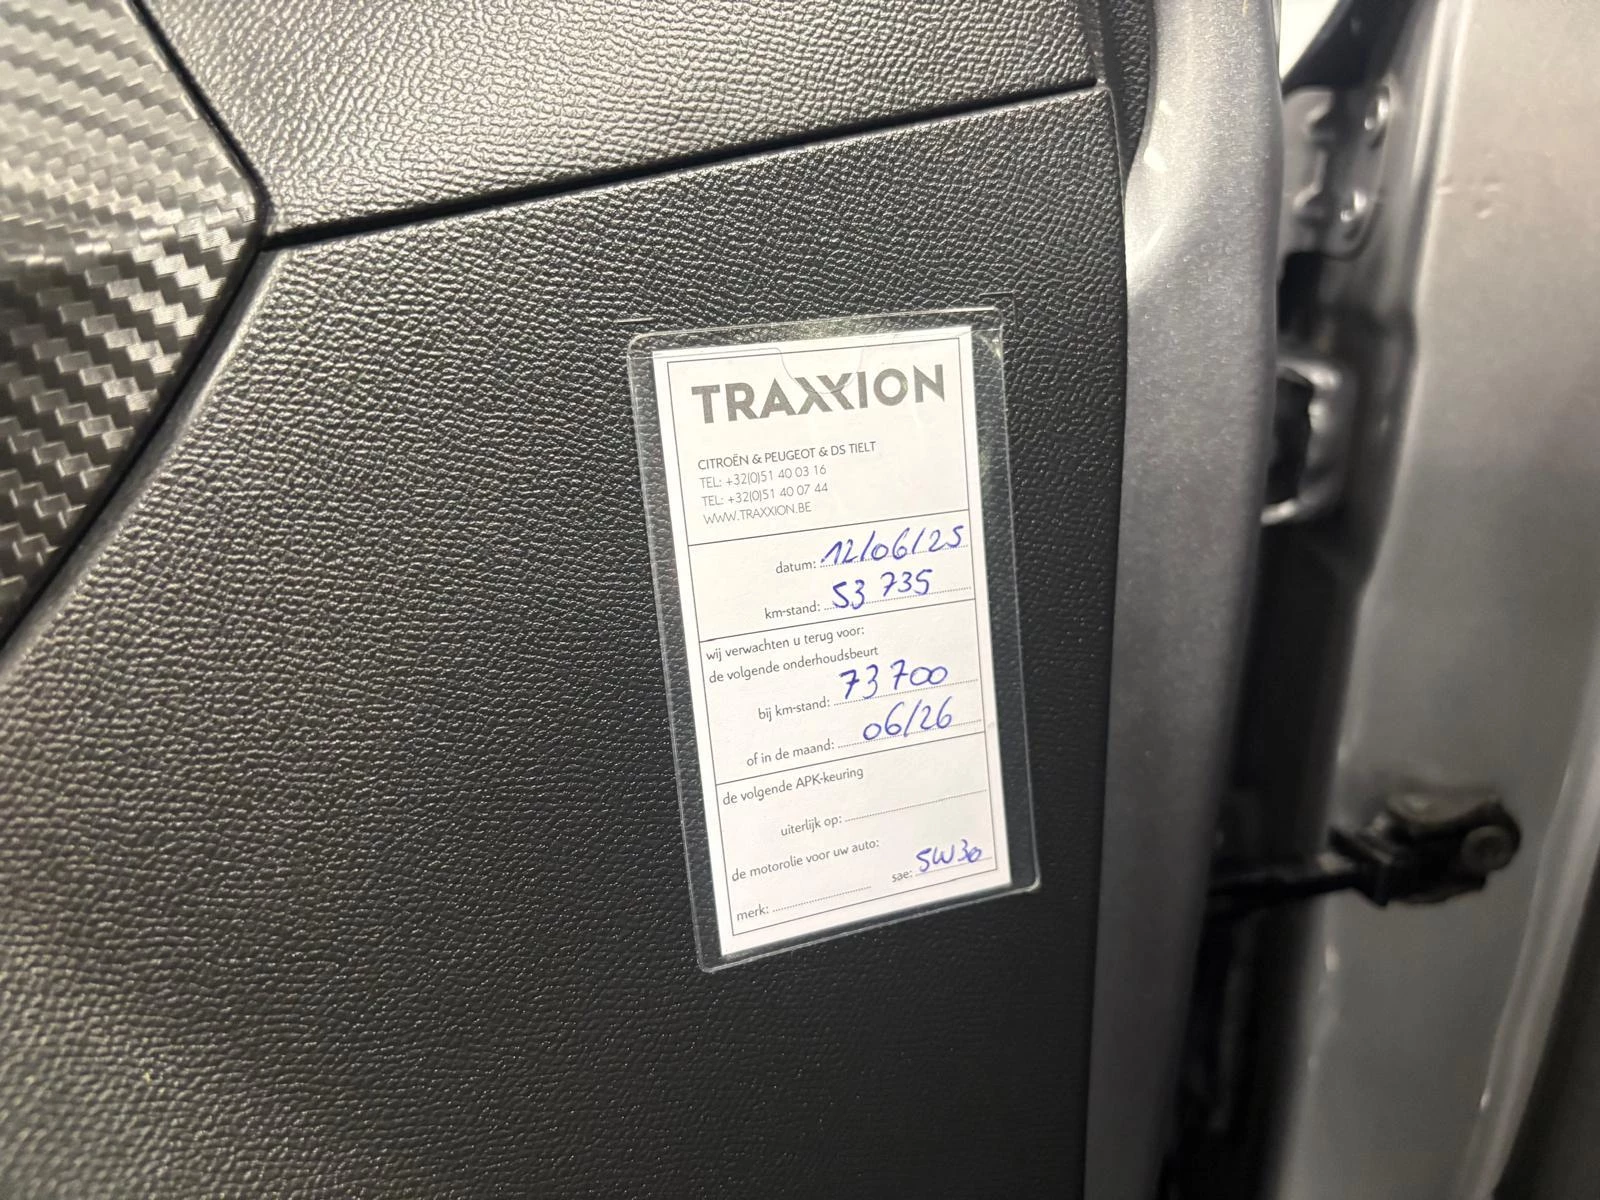 TRAXXION
CITROËN & PEUGEOT & DS TIELT
TEL: +32(0)51 40 03 16
TEL: +32(0)51 40 07 44
WWW.TRAXXION.BE
datum: 12/06/25
km-stand: 53 735
wij verwachten u terug voor:
de volgende onderhoudsbeurt
bij km-stand: 73 700
of in de maand: 06/26
de volgende APK-keuring
uiterlijk op:
de motorolie voor uw auto:
merk: sae: 5W30